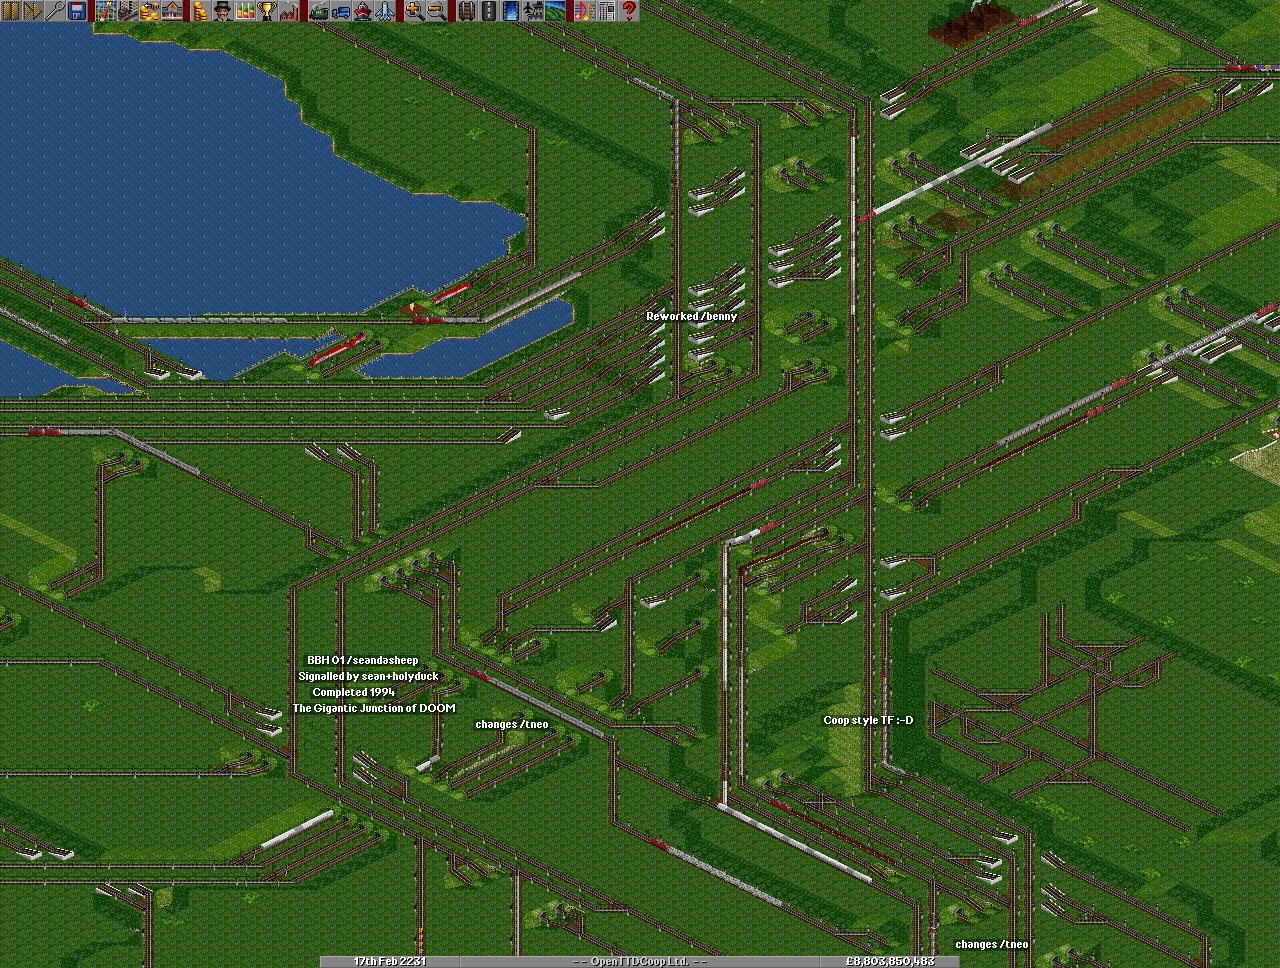 Reworked /benny
BBH 01 /seandasheep
Signalled by sean+holyduck
Completed 1994
The Gigantic Junction of DOOM
changes /tneo
Coop style TF :-D
changes /tneo
17th Feb 2231
-- OpenTTDCoop Ltd. --
£8,803,850,483